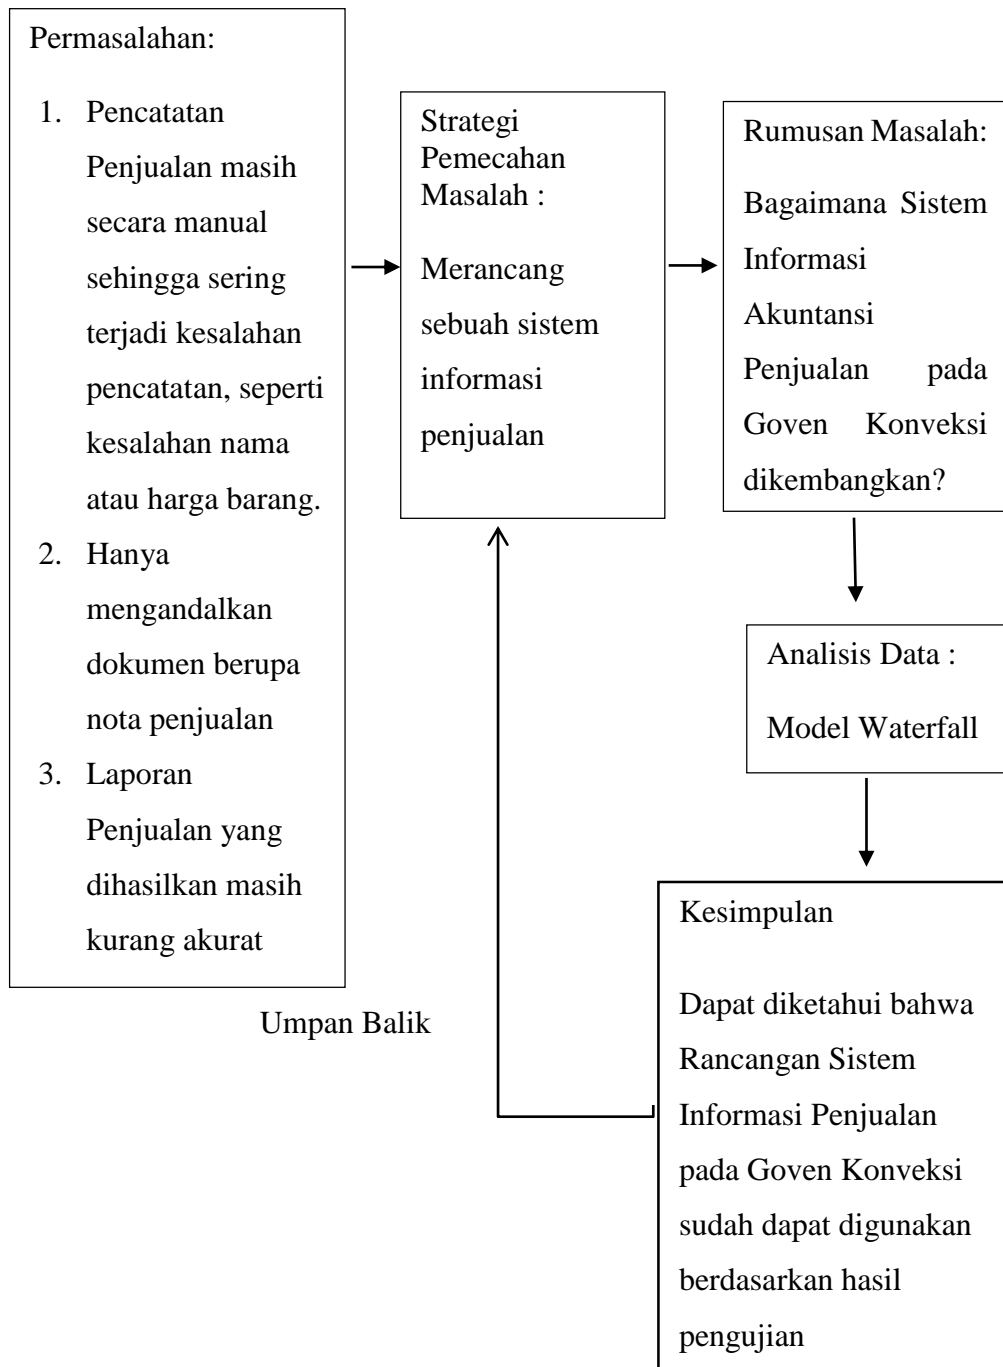 Permasalahan:
1. Pencatatan
Penjualan masih
secara manual
sehingga sering
terjadi kesalahan
pencatatan, seperti
kesalahan nama
atau harga barang.
2. Hanya
mengandalkan
dokumen berupa
nota penjualan
3. Laporan
Penjualan yang
dihasilkan masih
kurang akurat
Strategi
Pemecahan
Masalah :
Merancang
sebuah sistem
informasi
penjualan
Rumusan Masalah:
Bagaimana Sistem
Informasi
Akuntansi
Penjualan pada
Goven Konveksi
dikembangkan?
Analisis Data :
Model Waterfall
Kesimpulan
Dapat diketahui bahwa
Rancangan Sistem
Informasi Penjualan
pada Goven Konveksi
sudah dapat digunakan
berdasarkan hasil
pengujian
Umpan Balik